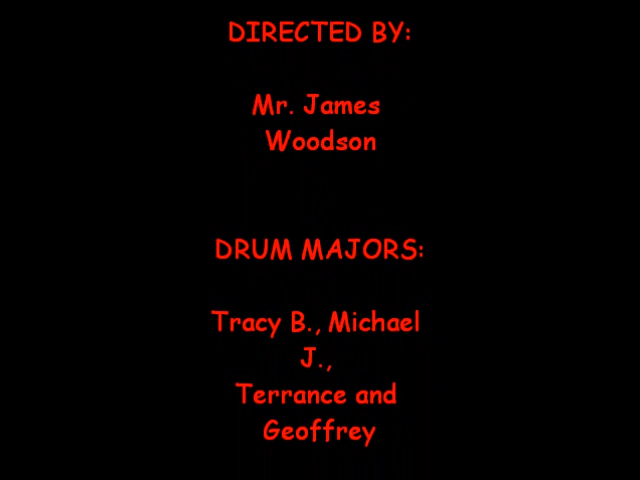 DIRECTED BY:
Mr. James
Woodson
DRUM MAJORS:
Tracy B., Michael
J.,
Terrance and
Geoffrey